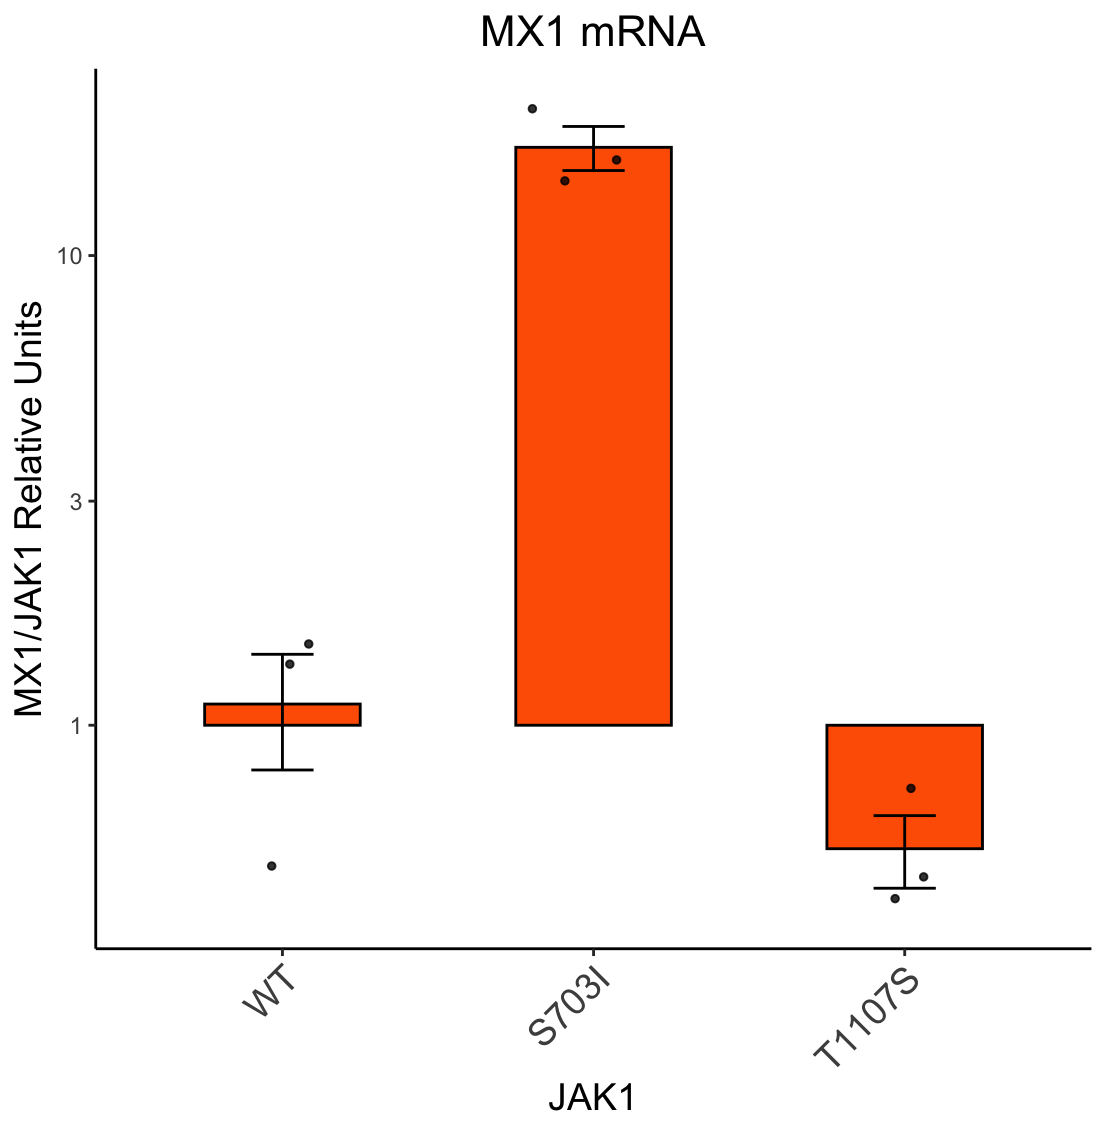 MX1 mRNA
MX1/JAK1 Relative Units
10
3
1
WT
S703I
T1107S
JAK1